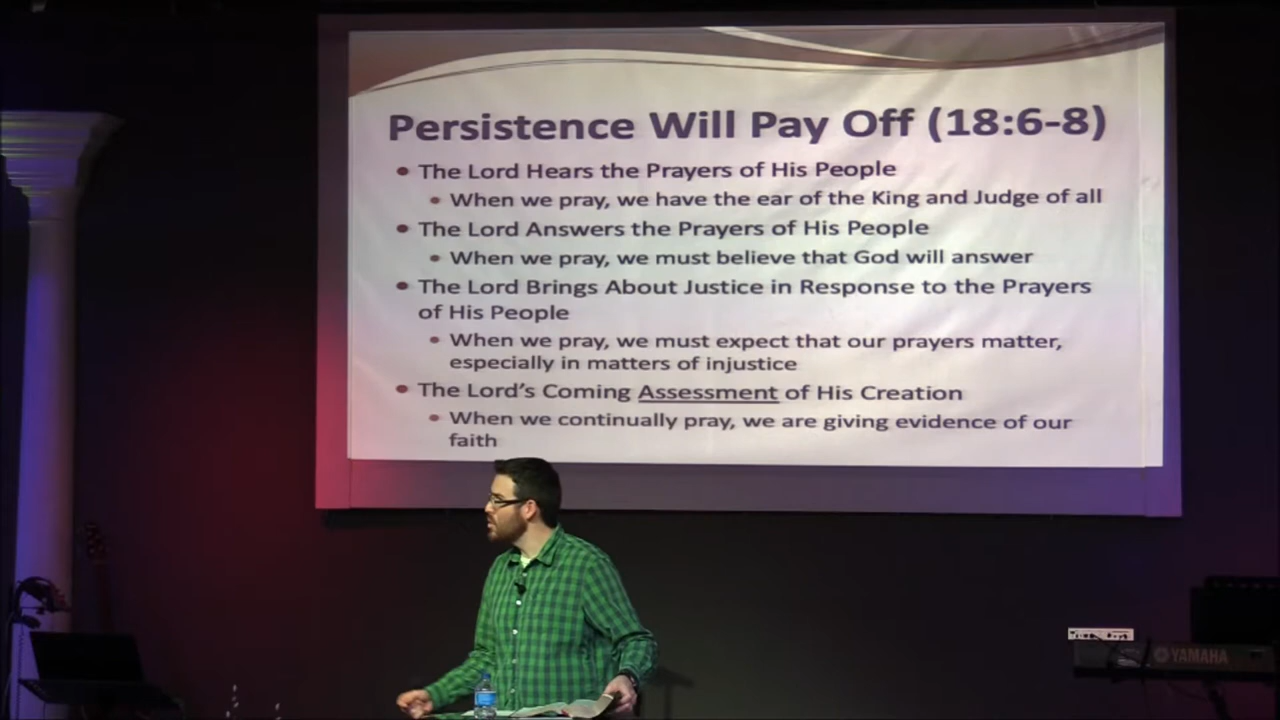 Persistence Will Pay Off (18:6-8)
• The Lord Hears the Prayers of His People
• When we pray, we have the ear of the King and Judge of all
• The Lord Answers the Prayers of His People
• When we pray, we must believe that God will answer
• The Lord Brings About Justice in Response to the Prayers
of His People
• When we pray, we must expect that our prayers matter,
especially in matters of injustice
• The Lord's Coming Assessment of His Creation
• When we continually pray, we are giving evidence of our
faith
YAMAHA